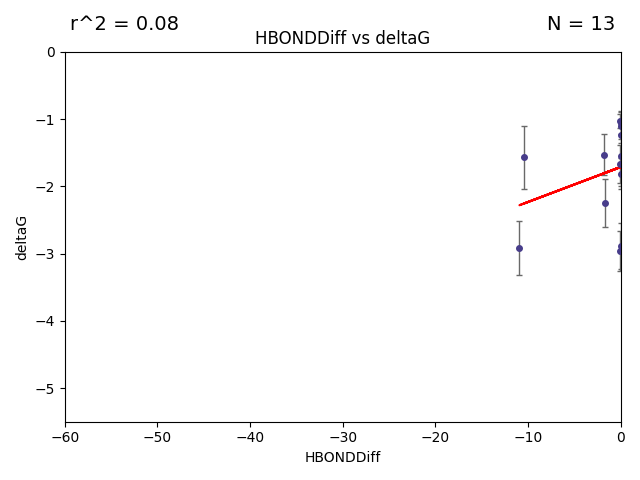 r^2 = 0.08
N = 13
HBONDDiff vs deltaG
0
−1
−2
−3
−4
−5
deltaG
−60
−50
−40
−30
−20
−10
0
HBONDDiff